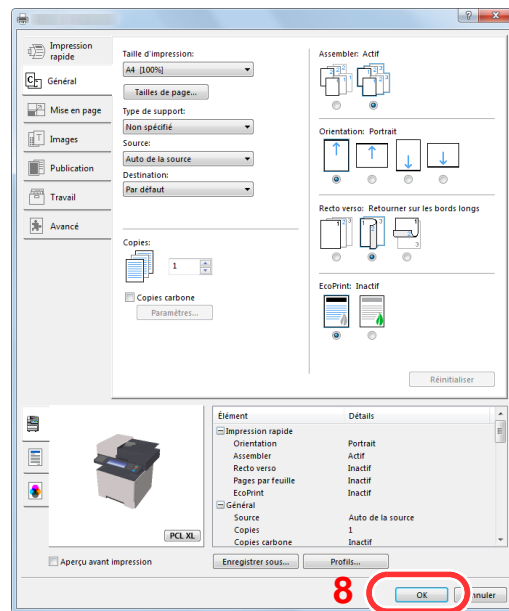 Impression rapide
Général
Mise en page
Images
Publication
Travail
Avancé
Taille d'impression:
A4 [100%]
Tailles de page...
Type de support:
Non spécifié
Source:
Auto de la source
Destination:
Par défaut
Copies:
1
Copies carbone
Paramètres...
Assembler: Actif
Orientation: Portrait
Recto verso: Retourner sur les bords longs
EcoPrint: Inactif
Réinitialiser
PCL XL
Aperçu avant impression
Élément Détails
Impression rapide
Orientation Portrait
Assembler Actif
Recto verso Inactif
Pages par feuille Inactif
EcoPrint Inactif
Général
Source Auto de la source
Copies 1
Copies carbone Inactif
Enregistrer sous... Profils...
8 OK nnuler